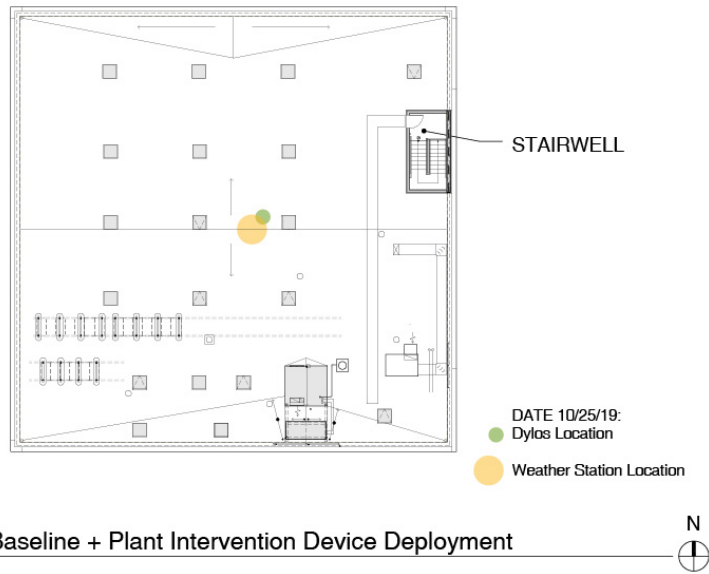 STAIRWELL
DATE 10/25/19:
Dylos Location
Weather Station Location
Baseline + Plant Intervention Device Deployment
N